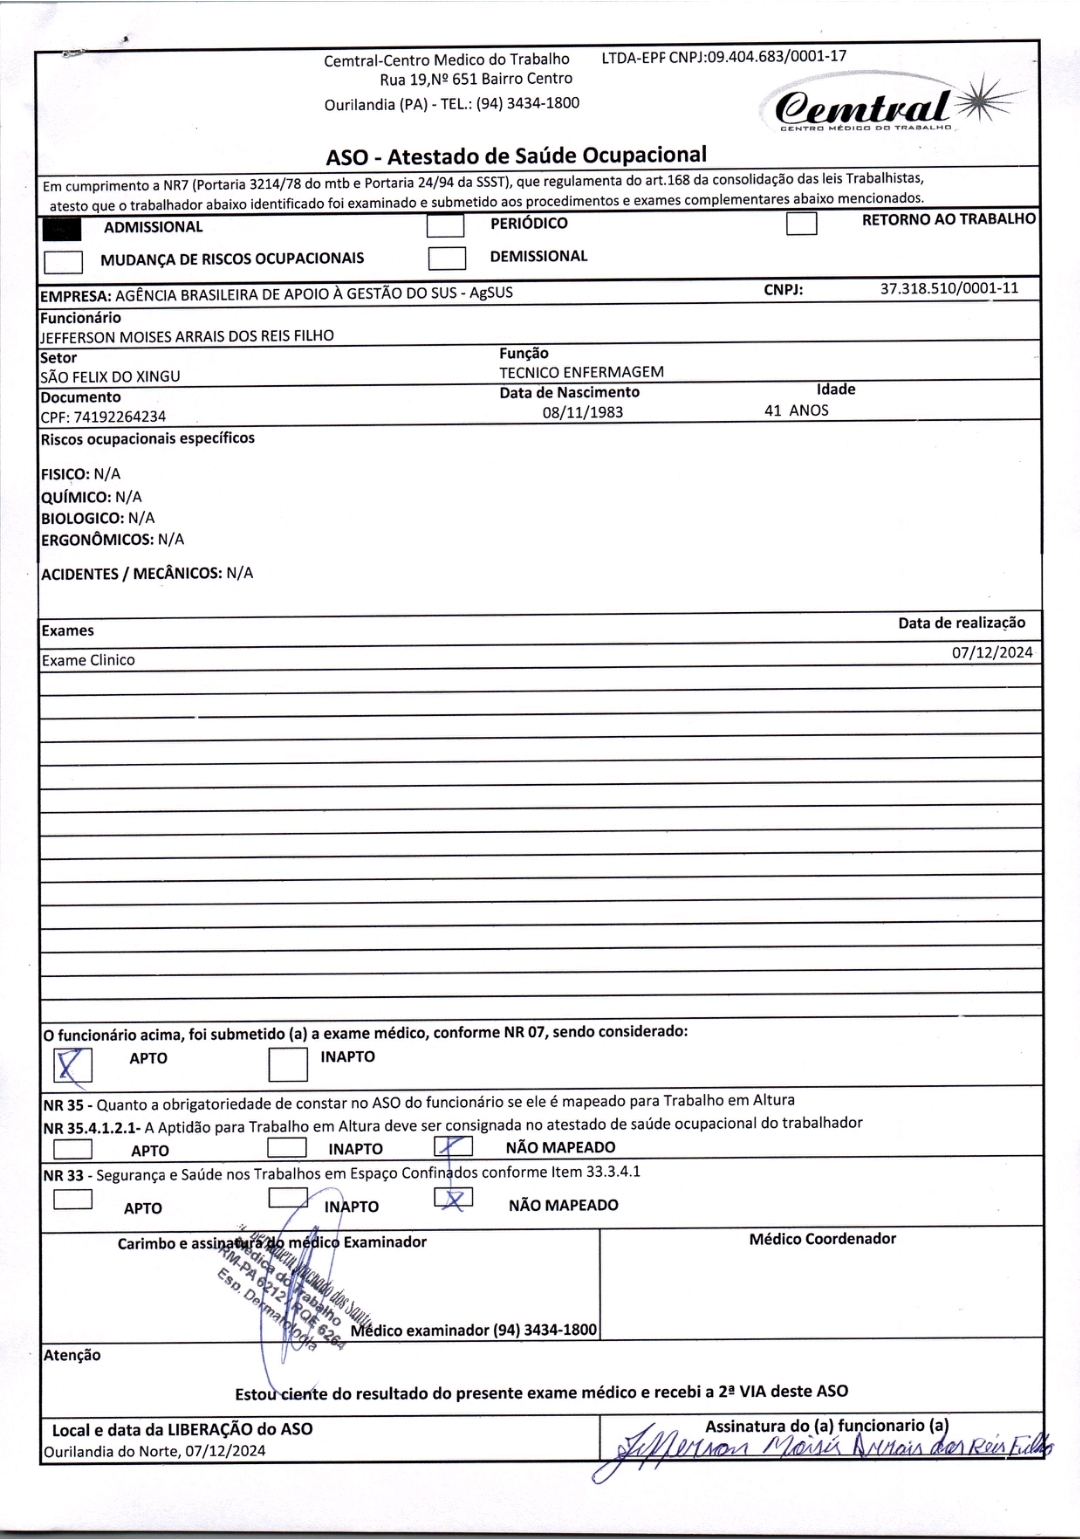 Cemtral-Centro Medico do Trabalho LTDA-EPF CNPJ:09.404.683/0001-17
Rua 19,Nº 651 Bairro Centro
Ourilandia (PA) - TEL.: (94) 3434-1800
Cemtral
CENTRO MÉDICO DO TRABALHO
ASO - Atestado de Saúde Ocupacional
Em cumprimento a NR7 (Portaria 3214/78 do mtb e Portaria 24/94 da SSST), que regulamenta do art.168 da consolidação das leis Trabalhistas,
atesto que o trabalhador abaixo identificado foi examinado e submetido aos procedimentos e exames complementares abaixo mencionados.
ADMISSIONAL PERIÓDICO RETORNO AO TRABALHO
MUDANÇA DE RISCOS OCUPACIONAIS DEMISSIONAL
EMPRESA: AGÊNCIA BRASILEIRA DE APOIO À GESTÃO DO SUS - AgSUS CNPJ: 37.318.510/0001-11
Funcionário
JEFFERSON MOISES ARRAIS DOS REIS FILHO
Setor Função
SÃO FELIX DO XINGU TECNICO ENFERMAGEM
Documento Data de Nascimento Idade
CPF: 74192264234 08/11/1983 41 ANOS
Riscos ocupacionais específicos
FISICO: N/A
QUÍMICO: N/A
BIOLOGICO: N/A
ERGONÔMICOS: N/A
ACIDENTES / MECÂNICOS: N/A
Exames Data de realização
Exame Clinico 07/12/2024
O funcionário acima, foi submetido (a) a exame médico, conforme NR 07, sendo considerado:
X APTO INAPTO
NR 35 - Quanto a obrigatoriedade de constar no ASO do funcionário se ele é mapeado para Trabalho em Altura
NR 35.4.1.2.1- A Aptidão para Trabalho em Altura deve ser consignada no atestado de saúde ocupacional do trabalhador
APTO INAPTO X NÃO MAPEADO
NR 33 - Segurança e Saúde nos Trabalhos em Espaço Confinados conforme Item 33.3.4.1
APTO INAPTO X NÃO MAPEADO
Carimbo e assinatura do médico Examinador Médico Coordenador
Machado dos Santos
Médica do Trabalho
RM-PA 6212 / RQE 6264
Esp. Dermatologia
Médico examinador (94) 3434-1800
Atenção
Estou ciente do resultado do presente exame médico e recebi a 2ª VIA deste ASO
Local e data da LIBERAÇÃO do ASO Assinatura do (a) funcionario (a)
Ourilandia do Norte, 07/12/2024 Jefferson Moisés Arrais dos Reis Filho